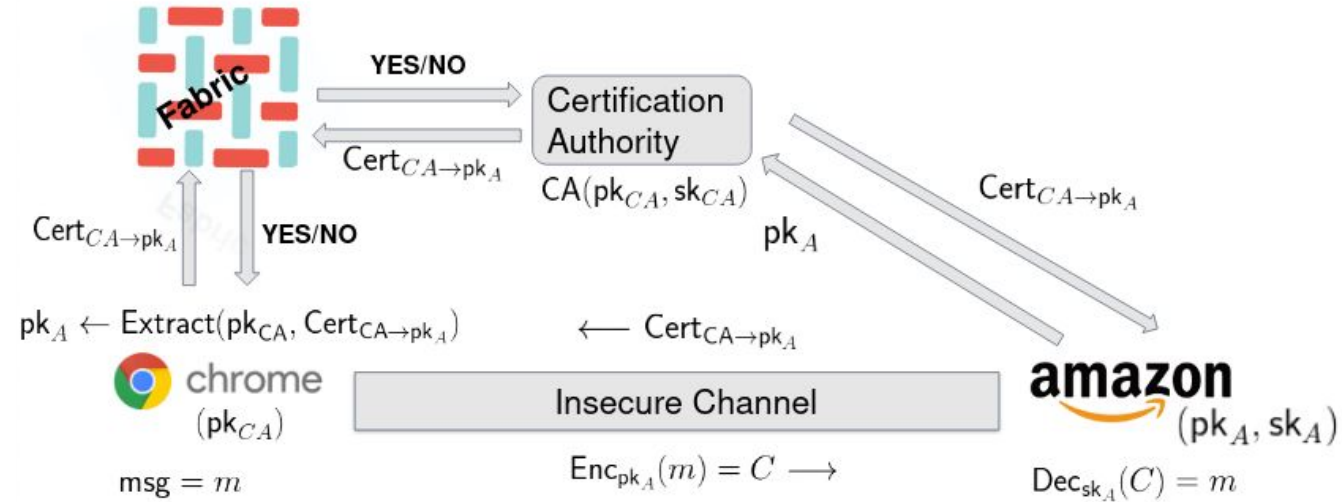 Fabric
YES/NO
Certification
Authority
Cert_{CA→pk_A}
CA(pk_{CA}, sk_{CA})
Cert_{CA→pk_A}
pk_A
Cert_{CA→pk_A}
YES/NO
pk_A ← Extract(pk_{CA}, Cert_{CA→pk_A})
⟵ Cert_{CA→pk_A}
chrome
(pk_{CA})
Insecure Channel
amazon
(pk_A, sk_A)
msg = m
Enc_{pk_A}(m) = C ⟶
Dec_{sk_A}(C) = m